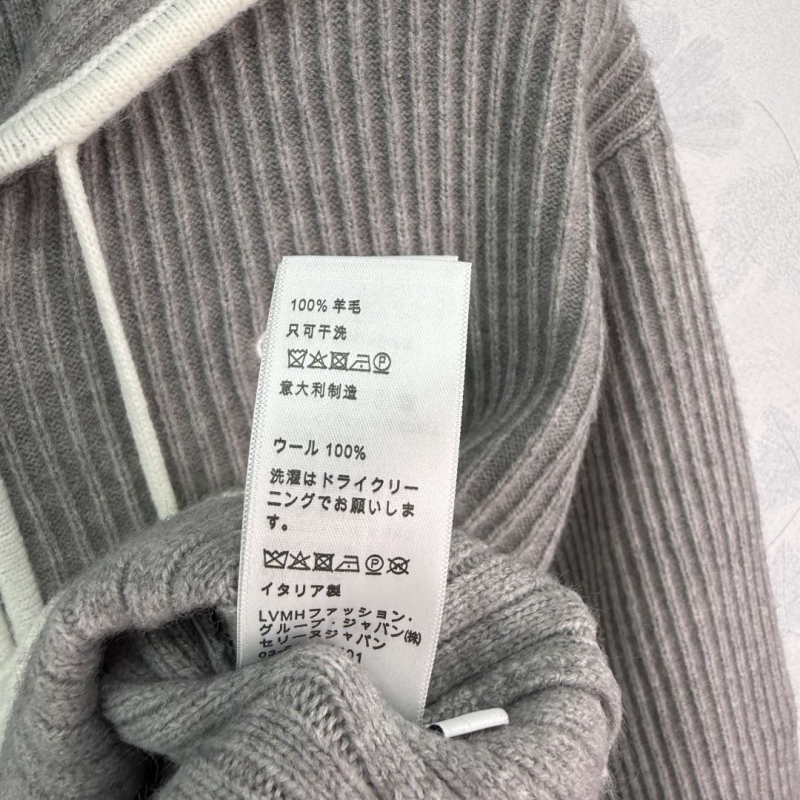 100% 羊毛
只可干洗
P
意大利制造
ウール 100%
洗濯はドライクリー
ニングでお願いしま
す。
P
イタリア製
LVMHファッション・
グループ・ジャパン㈱
セリーヌジャパン